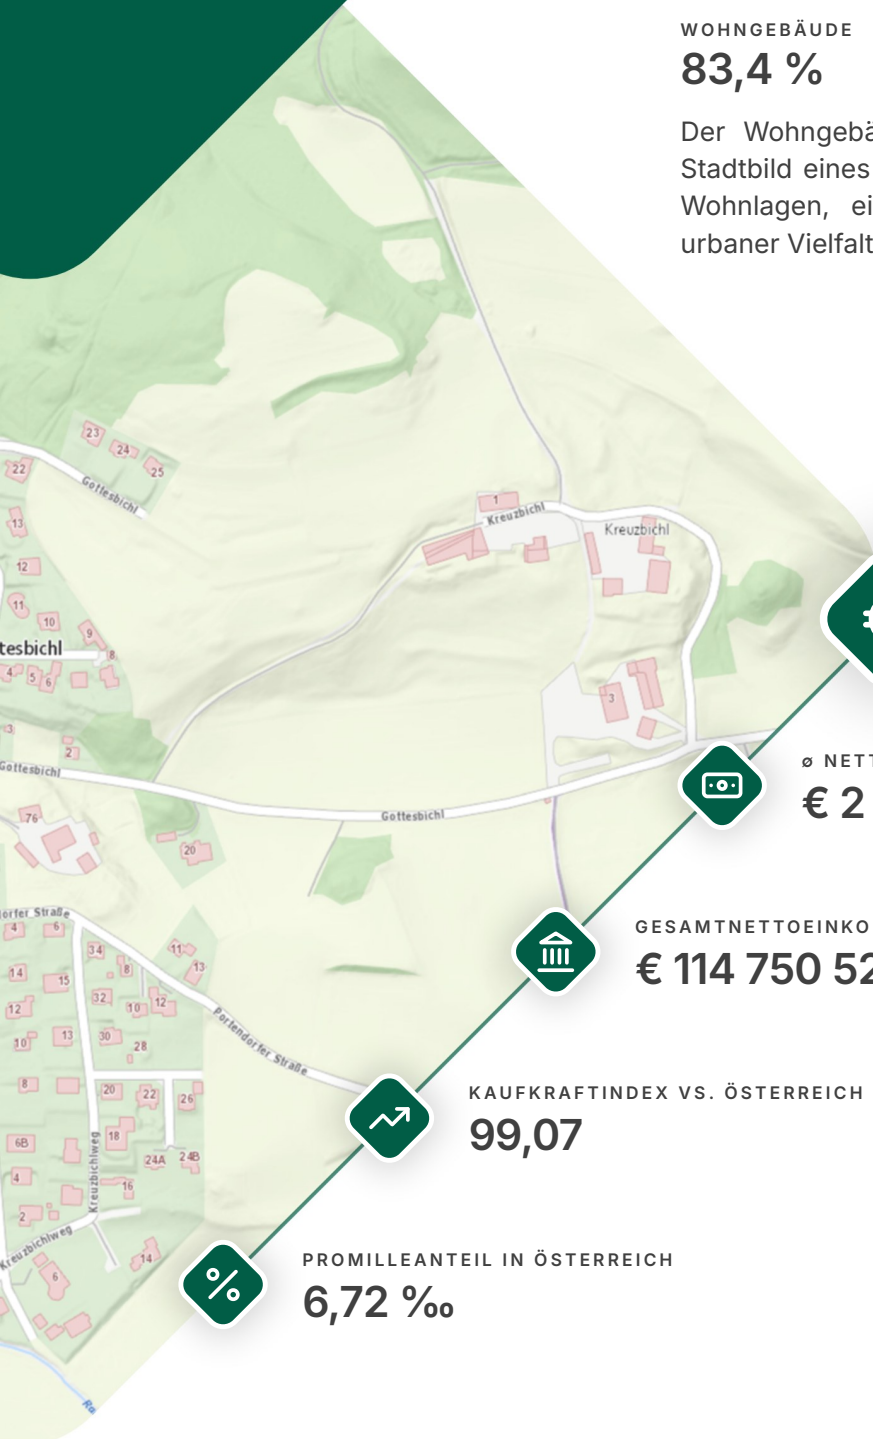 WOHNGEBÄUDE
83,4 %
Der Wohngebä
Stadtbild eines
Wohnlagen, ei
urbaner Vielfalt
23
24
25
22
Gottesbichl
13
1
Kreuzbichl
Kreuzbichl
12
11
10
9
tesbichl
8
4
5
6
3
3
2
Gottesbichl
ø NETT
€ 2
Gottesbichl
76
20
dorfer Straße
4
6
GESAMTNETTOEINKO
€ 114 750 52
34
11
8
13
14
15
32
12
10
12
Portendorfer Straße
10
13
30
28
8
20
22
26
KAUFKRAFTINDEX VS. ÖSTERREICH
99,07
6B
18
24A
24B
4
Kreuzbichlweg
16
2
Kreuzbichlweg
14
6
PROMILLEANTEIL IN ÖSTERREICH
6,72 ‰
Ra